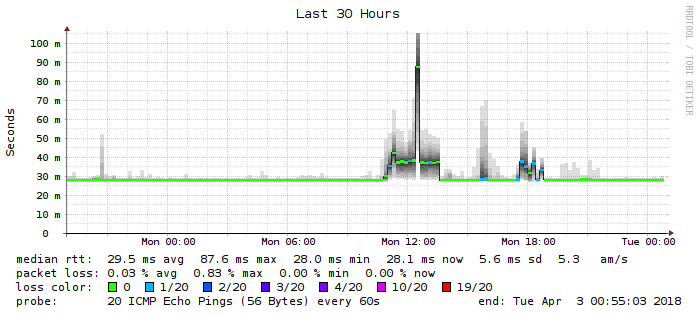 Last 30 Hours
RRDTOOL / TOBI OETIKER
Seconds
100 m
90 m
80 m
70 m
60 m
50 m
40 m
30 m
20 m
10 m
0
Mon 00:00 Mon 06:00 Mon 12:00 Mon 18:00 Tue 00:00
median rtt: 29.5 ms avg 87.6 ms max 28.0 ms min 28.1 ms now 5.6 ms sd 5.3 am/s
packet loss: 0.03 % avg 0.83 % max 0.00 % min 0.00 % now
loss color: 0 1/20 2/20 3/20 4/20 10/20 19/20
probe: 20 ICMP Echo Pings (56 Bytes) every 60s end: Tue Apr 3 00:55:03 2018